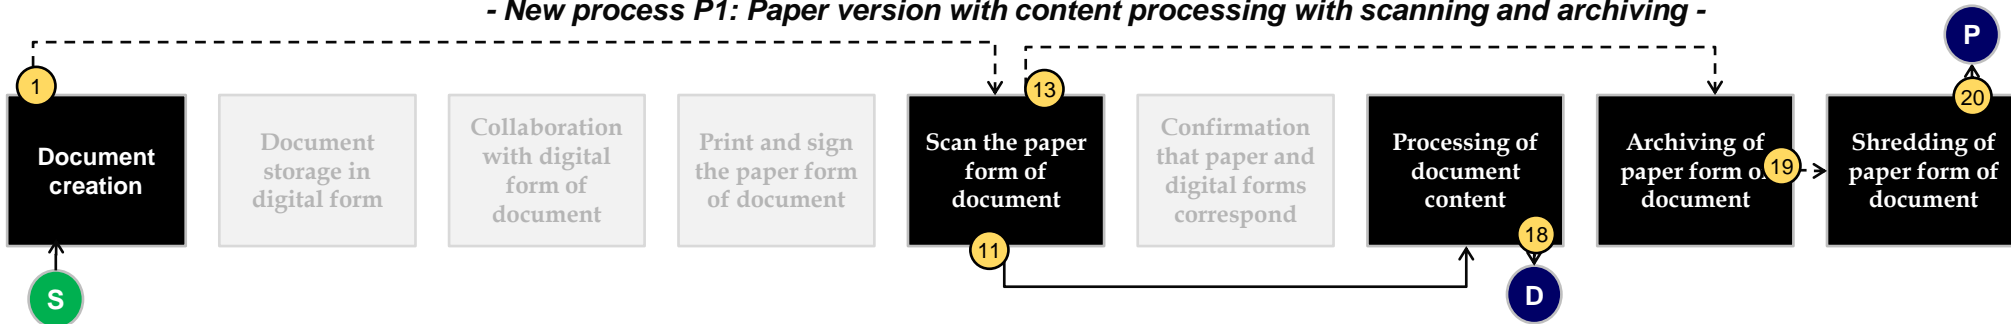 - New process P1: Paper version with content processing with scanning and archiving -
P
1
13
20
Document
creation
Document
storage in
digital form
Collaboration
with digital
form of
document
Print and sign
the paper form
of document
Scan the paper
form of
document
Confirmation
that paper and
digital forms
correspond
Processing of
document
content
Archiving of
paper form of
document
19
Shredding of
paper form of
document
11
18
S
D